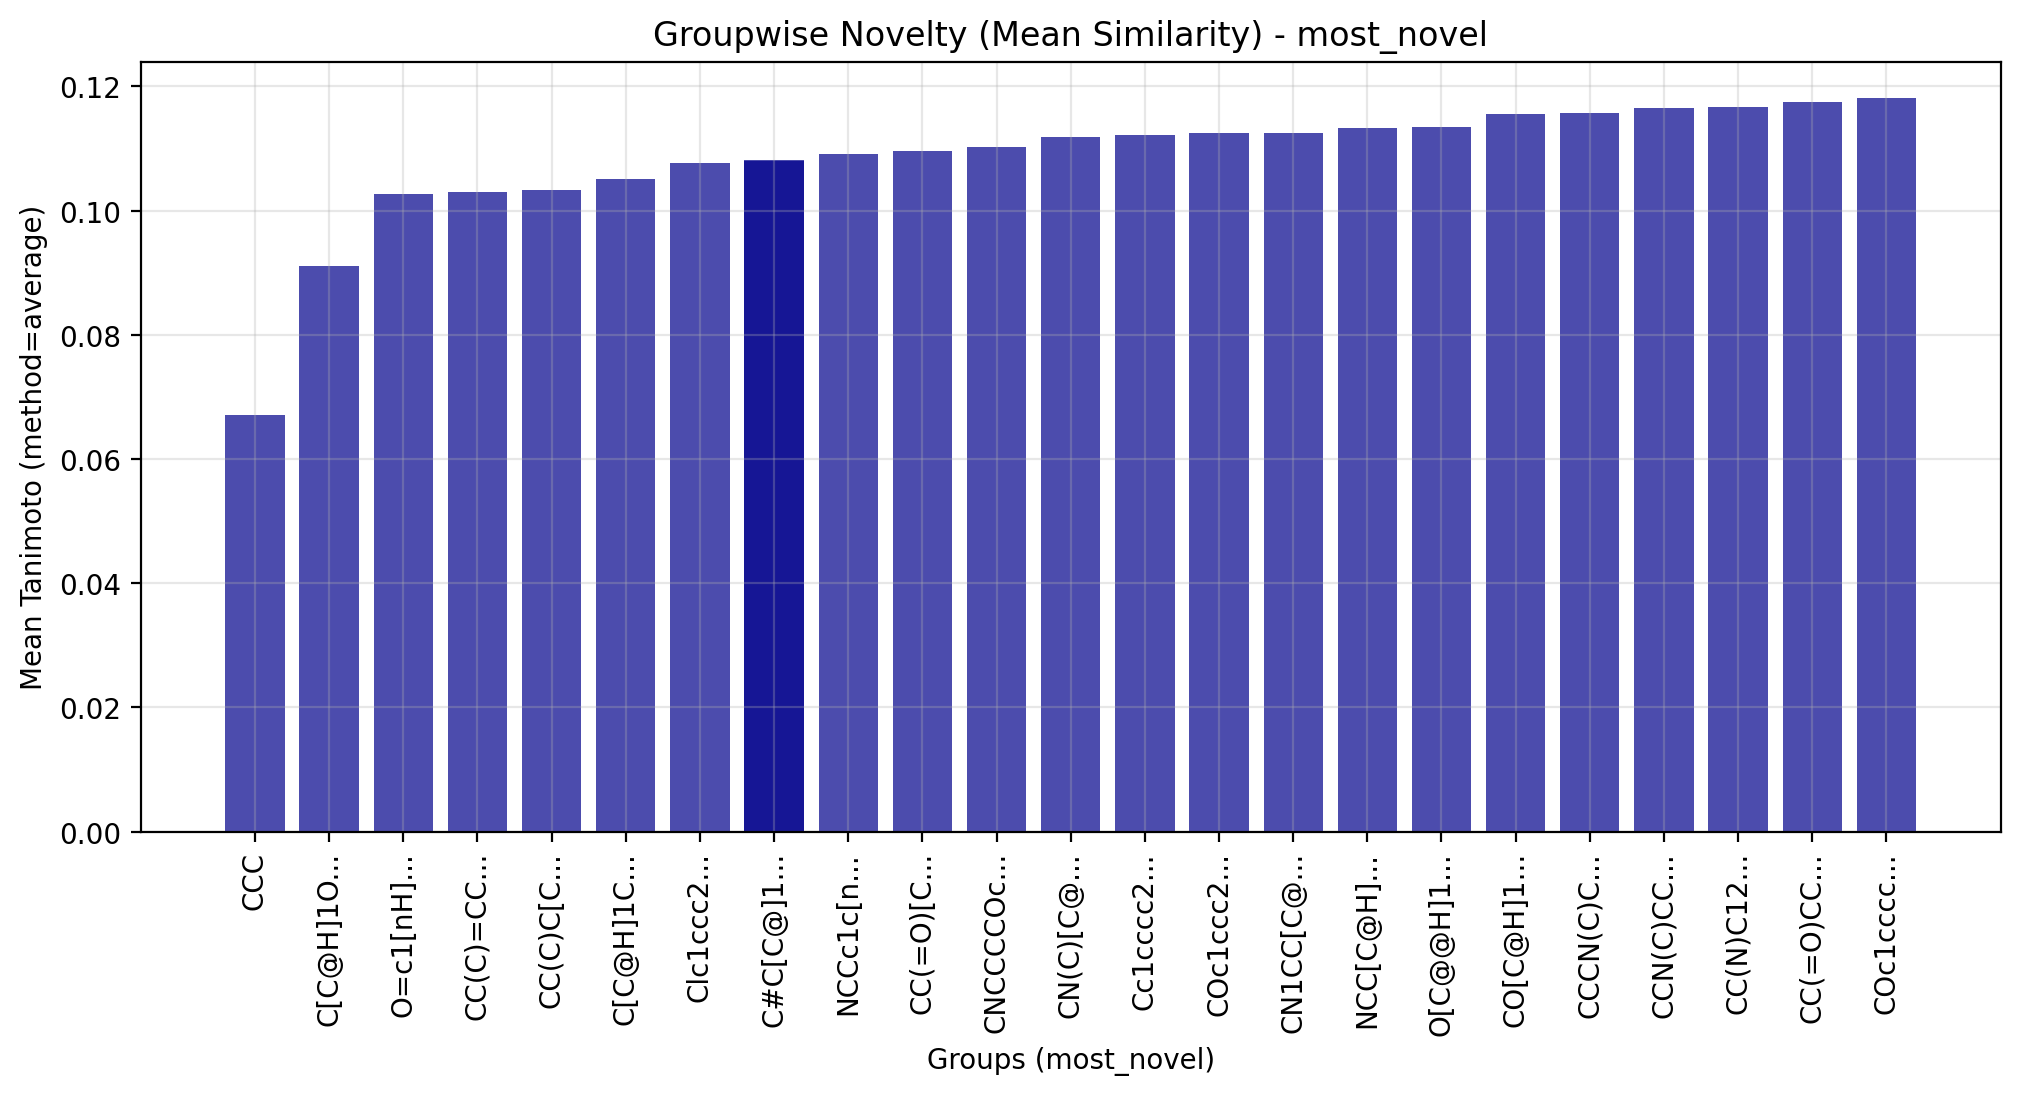 Groupwise Novelty (Mean Similarity) - most_novel
Mean Tanimoto (method=average)
0.12
0.10
0.08
0.06
0.04
0.02
0.00
CCC
C[C@H]1O...
O=c1[nH]...
CC(C)=CC...
CC(C)C[C...
C[C@H]1C...
Clc1cccc2...
C#C[C@]1...
NCCc1c[n...
CC(=O)[C...
CNCCCOc...
CN(C)[C@...
Cc1cccc2...
COc1ccc2...
CN1CC[C@...
NCC[C@H]...
O[C@@H]1...
CO[C@H]1...
CCCN(C)C...
CCN(C)CC...
CC(N)C12...
CC(=O)CC...
COc1cccc...
Groups (most_novel)